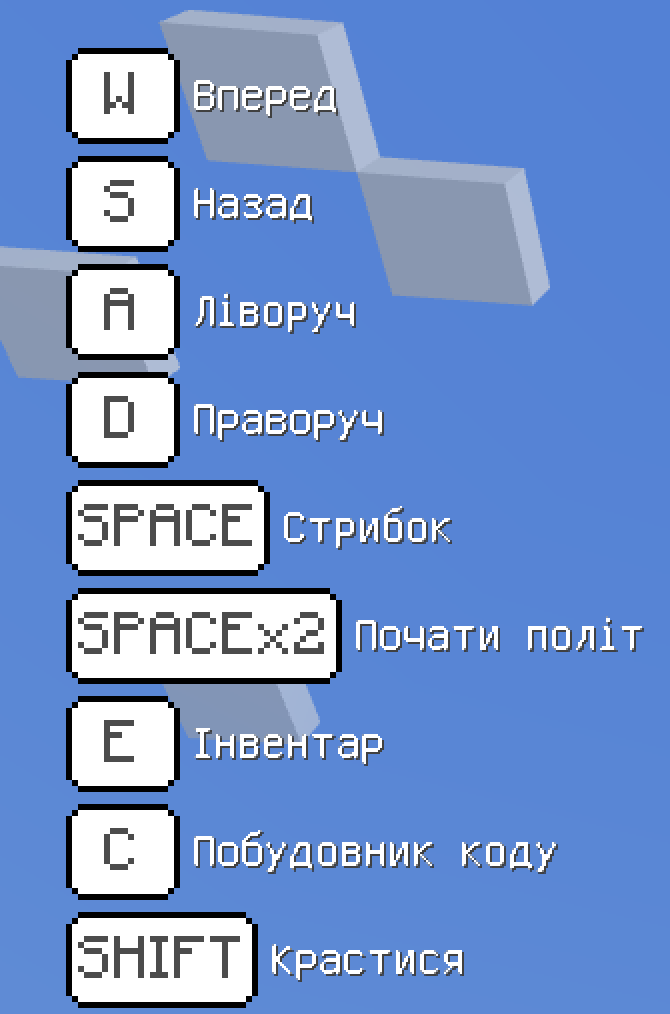 W Вперед
S Назад
A Ліворуч
D Праворуч
SPACE Стрибок
SPACEx2 Почати політ
E Інвентар
C Побудовник коду
SHIFT Крастися